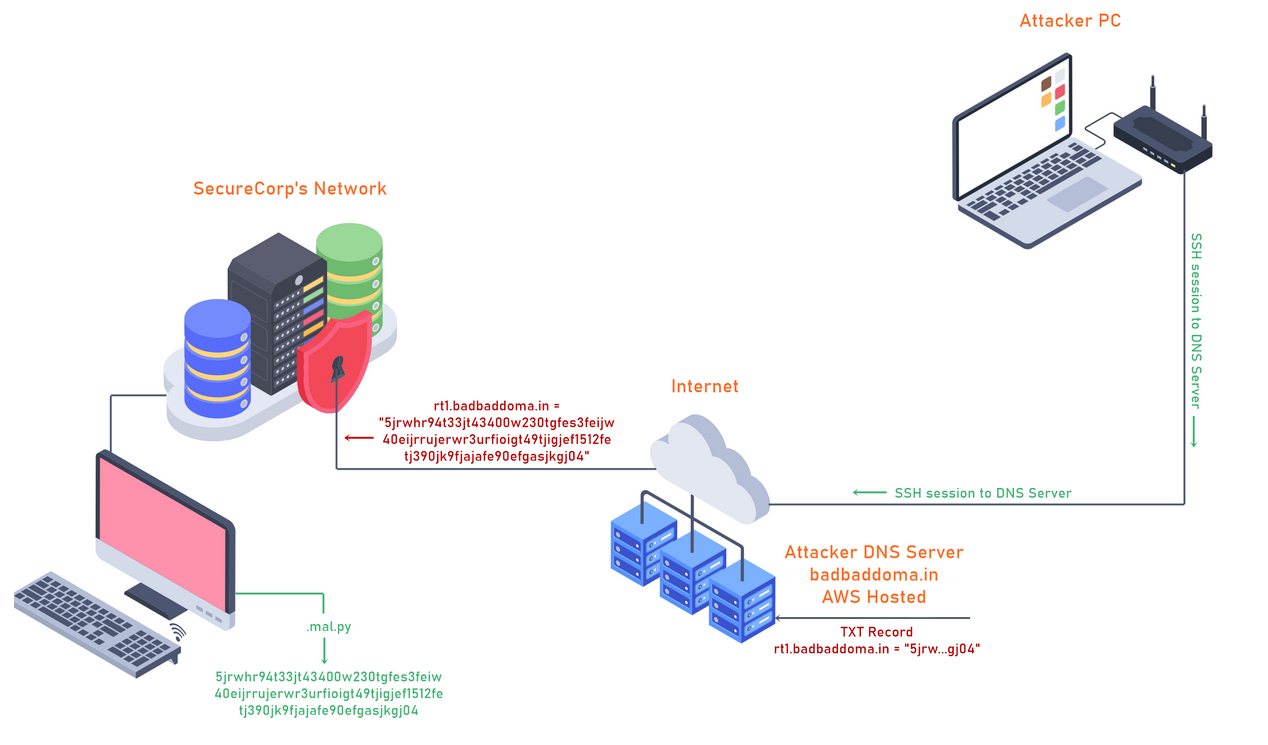 Attacker PC
SecureCorp's Network
SSH session to DNS Server
Internet
rt1.badbaddoma.in =
"5jrwhr94t33jt43400w230tgfes3feijw
40eijrrujerwr3urfioigt49tjigjef1512fe
tj390jk9fjajafe90efgasjkgj04"
SSH session to DNS Server
Attacker DNS Server
badbaddoma.in
AWS Hosted
TXT Record
rt1.badbaddoma.in = "5jrw...gj04"
.mal.py
5jrwhr94t33jt43400w230tgfes3feiw
40eijrrujerwr3urfioigt49tjigjef1512fe
tj390jk9fjajafe90efgasjkgj04